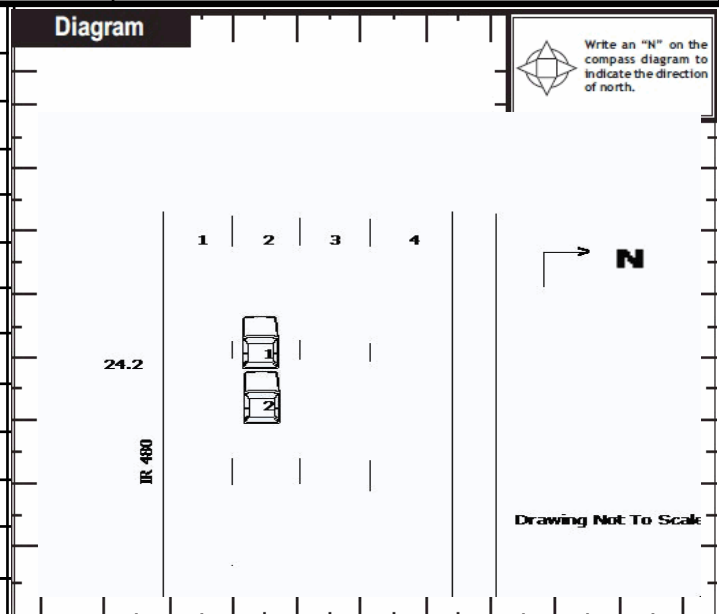 Diagram
Write an “N” on the
compass diagram to
indicate the direction
of north.
1 2 3 4
N
1
24.2
2
IR 480
Drawing Not To Scale